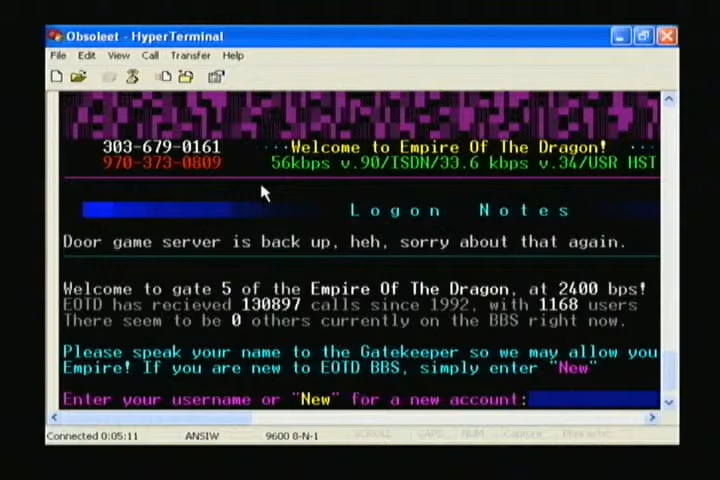 Obsoleet - HyperTerminal
File Edit View Call Transfer Help
303-679-0161 Welcome to Empire Of The Dragon!
970-373-0809 56kbps v.90/ISDN/33.6 kbps v.34/USR HST
Logon Notes
Door game server is back up, heh, sorry about that again.
Welcome to gate 5 of the Empire Of The Dragon, at 2400 bps!
EOTD has recieved 130897 calls since 1992, with 1168 users
There seem to be 0 others currently on the BBS right now.
Please speak your name to the Gatekeeper so we may allow you
Empire! If you are new to EOTD BBS, simply enter "New"
Enter your username or "New" for a new account:
Connected 0:05:11 ANSIW 9600 8-N-1 SCROLL CAPS NUM Capture Print echo